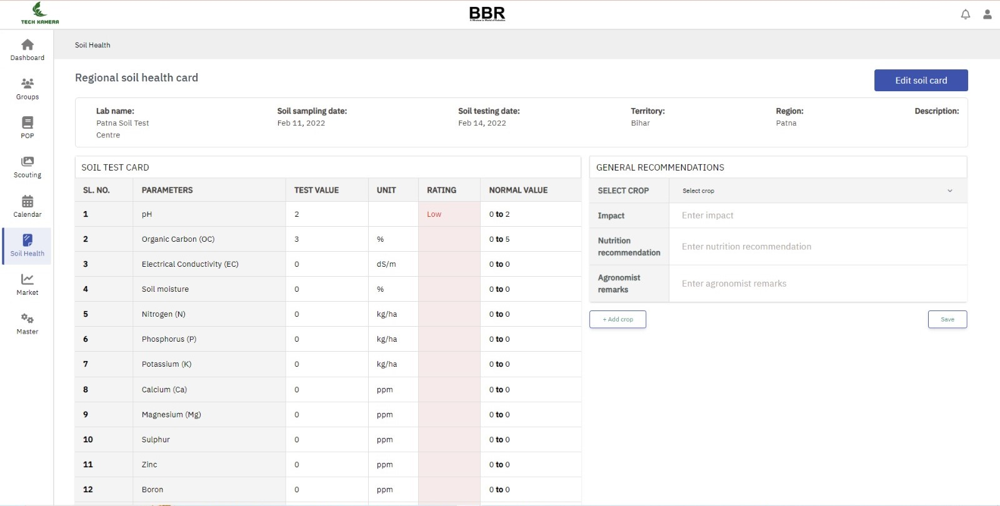 TECH KAMERA
BBR
Soil Health
Dashboard
Groups
POP
Scouting
Calendar
Soil Health
Market
Master
Regional soil health card
Edit soil card
Lab name: Soil sampling date: Soil testing date: Territory: Region: Description:
Patna Soil Test Feb 11, 2022 Feb 14, 2022 Bihar Patna
Centre
SOIL TEST CARD
SL. NO. PARAMETERS TEST VALUE UNIT RATING NORMAL VALUE
1 pH 2 Low 0 to 2
2 Organic Carbon (OC) 3 % 0 to 5
3 Electrical Conductivity (EC) 0 dS/m 0 to 0
4 Soil moisture 0 % 0 to 0
5 Nitrogen (N) 0 kg/ha 0 to 0
6 Phosphorus (P) 0 kg/ha 0 to 0
7 Potassium (K) 0 kg/ha 0 to 0
8 Calcium (Ca) 0 ppm 0 to 0
9 Magnesium (Mg) 0 ppm 0 to 0
10 Sulphur 0 ppm 0 to 0
11 Zinc 0 ppm 0 to 0
12 Boron 0 ppm 0 to 0
GENERAL RECOMMENDATIONS
SELECT CROP Select crop
Impact Enter impact
Nutrition
recommendation Enter nutrition recommendation
Agronomist
remarks Enter agronomist remarks
+ Add crop Save